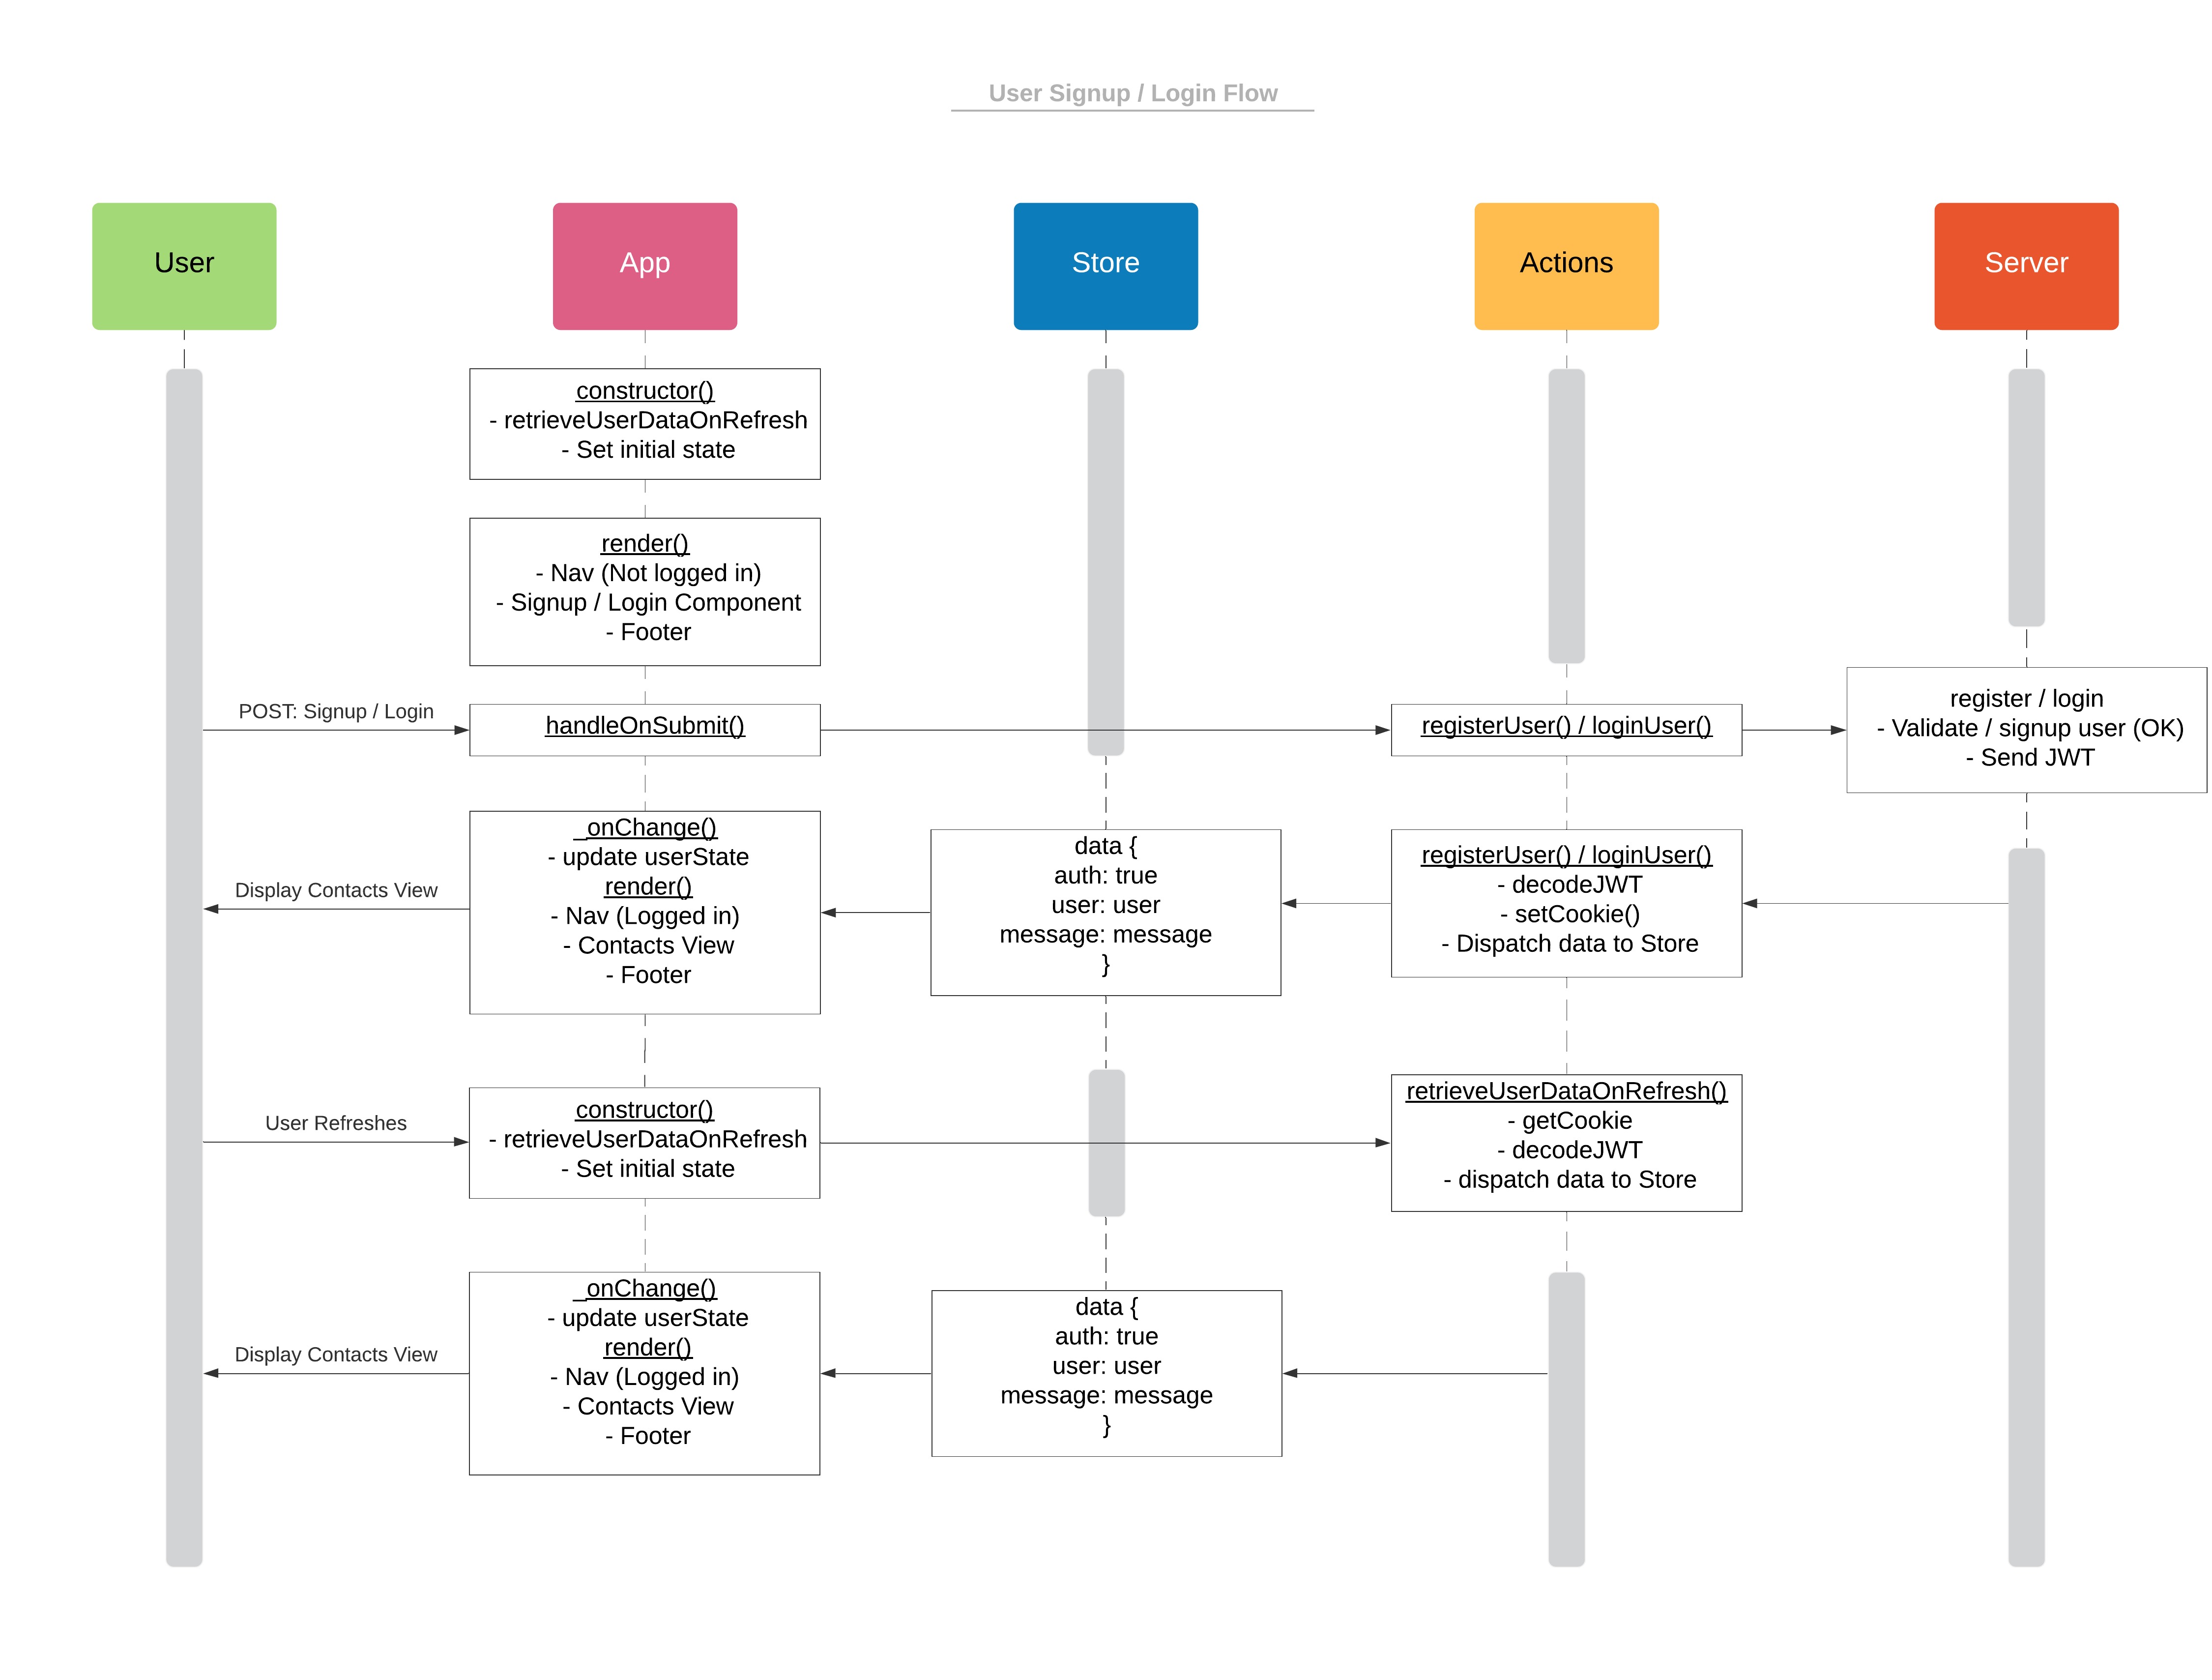 User Signup / Login Flow
User
App
Store
Actions
Server
constructor()
- retrieveUserDataOnRefresh
- Set initial state
render()
- Nav (Not logged in)
- Signup / Login Component
- Footer
POST: Signup / Login
handleOnSubmit()
registerUser() / loginUser()
register / login
- Validate / signup user (OK)
- Send JWT
Display Contacts View
_onChange()
- update userState
render()
- Nav (Logged in)
- Contacts View
- Footer
data {
auth: true
user: user
message: message
}
registerUser() / loginUser()
- decodeJWT
- setCookie()
- Dispatch data to Store
User Refreshes
constructor()
- retrieveUserDataOnRefresh
- Set initial state
retrieveUserDataOnRefresh()
- getCookie
- decodeJWT
- dispatch data to Store
Display Contacts View
_onChange()
- update userState
render()
- Nav (Logged in)
- Contacts View
- Footer
data {
auth: true
user: user
message: message
}